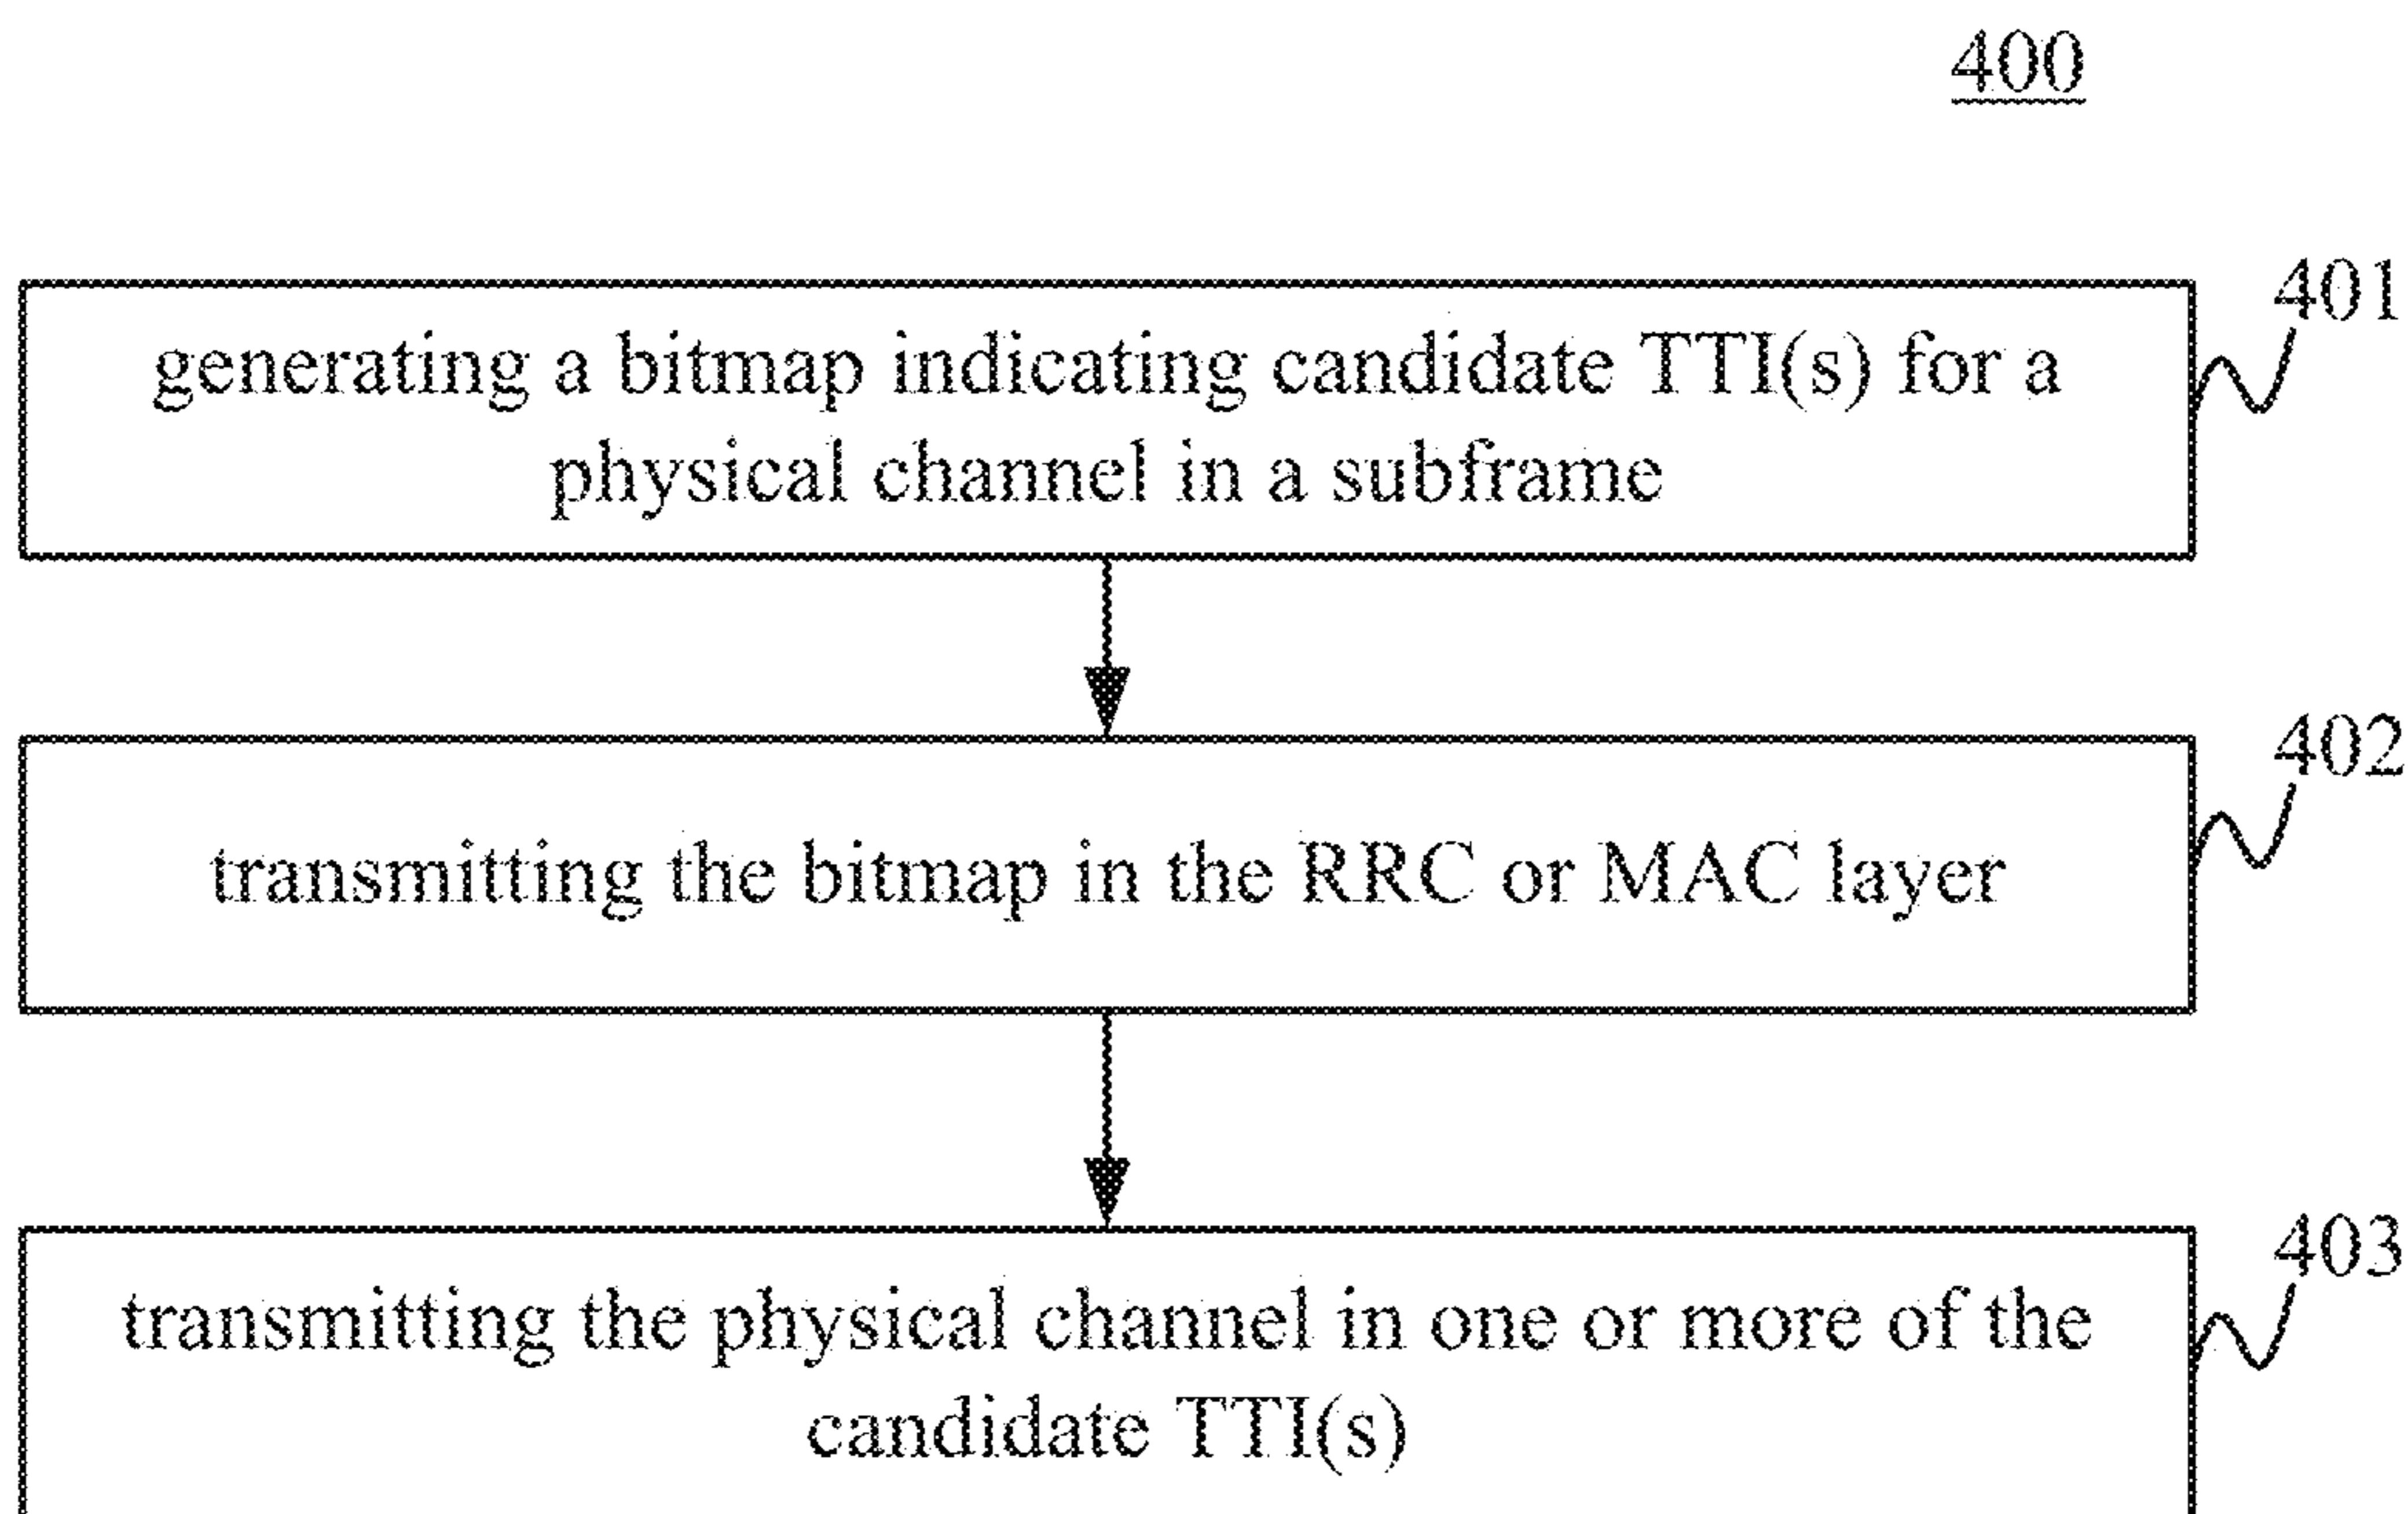 400
401
generating a bitmap indicating candidate TTI(s) for a
physical channel in a subframe
402
transmitting the bitmap in the RRC or MAC layer
403
transmitting the physical channel in one or more of the
candidate TTI(s)